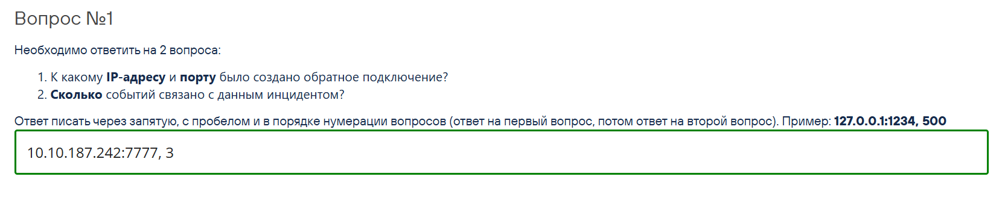 Вопрос №1
Необходимо ответить на 2 вопроса:
1. К какому IP-адресу и порту было создано обратное подключение?
2. Сколько событий связано с данным инцидентом?
Ответ писать через запятую, с пробелом и в порядке нумерации вопросов (ответ на первый вопрос, потом ответ на второй вопрос). Пример: 127.0.0.1:1234, 500
10.10.187.242:7777, 3